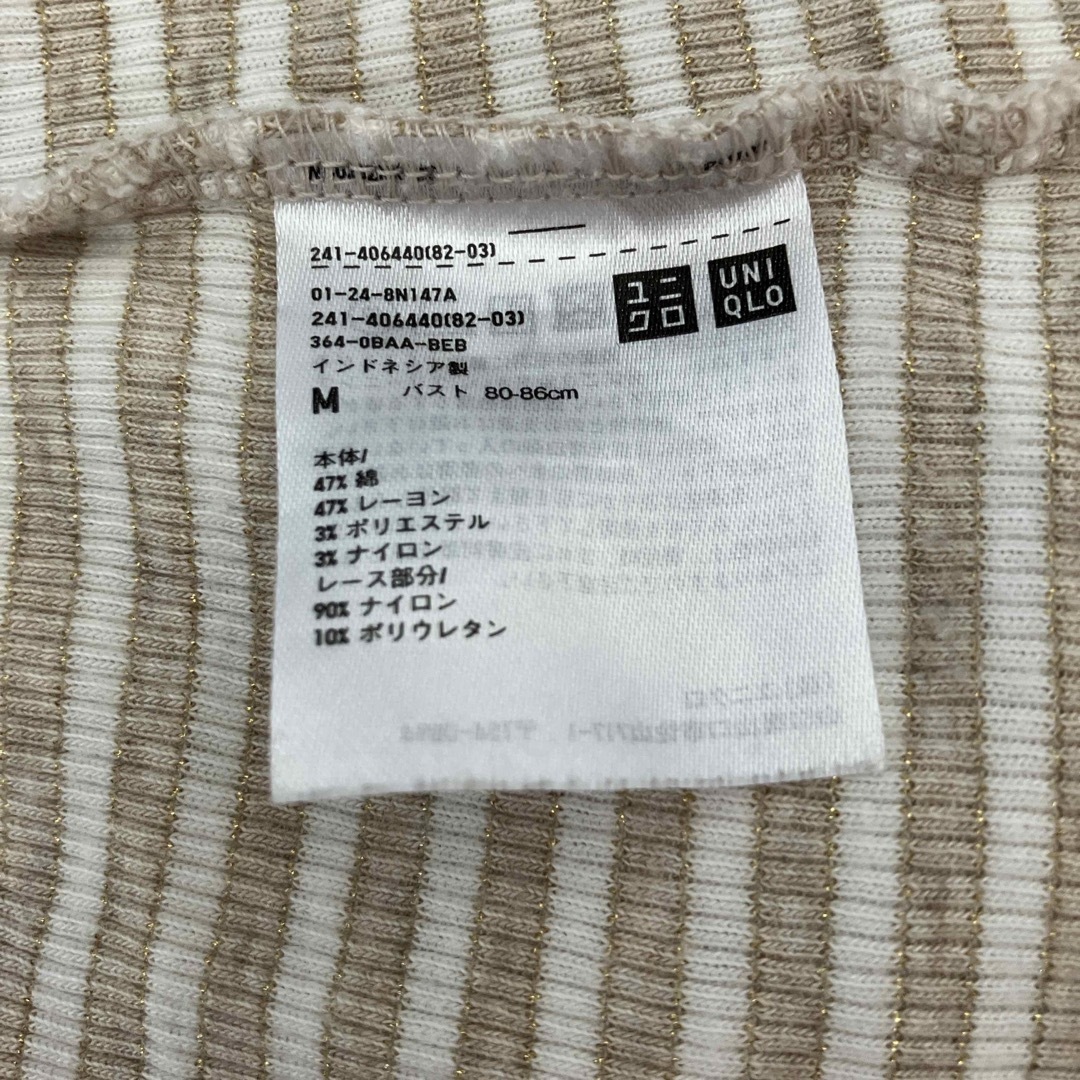 241-406440(82-03)
ユニクロ
UNIQLO
01-24-8N147A
241-406440(82-03)
364-0BAA-BEB
インドネシア製
M バスト 80-86cm
本体/
47% 綿
47% レーヨン
3% ポリエステル
3% ナイロン
レース部分/
90% ナイロン
10% ポリウレタン